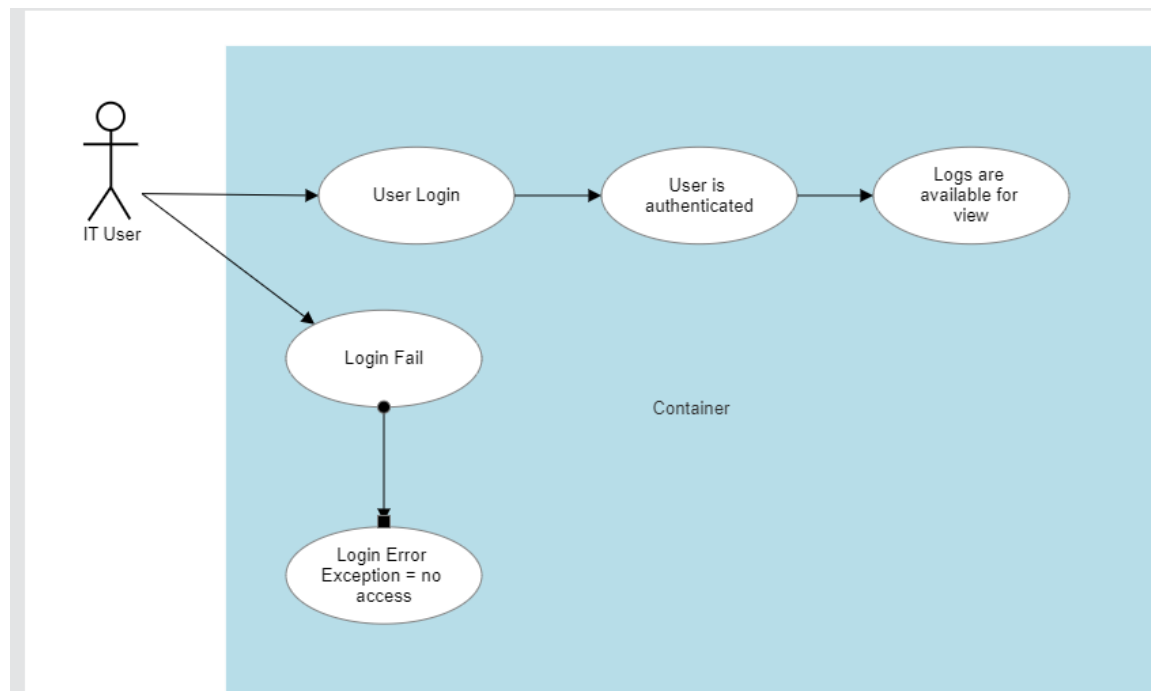 User Login
User is
authenticated
Logs are
available for
view
IT User
Login Fail
Container
Login Error
Exception = no
access